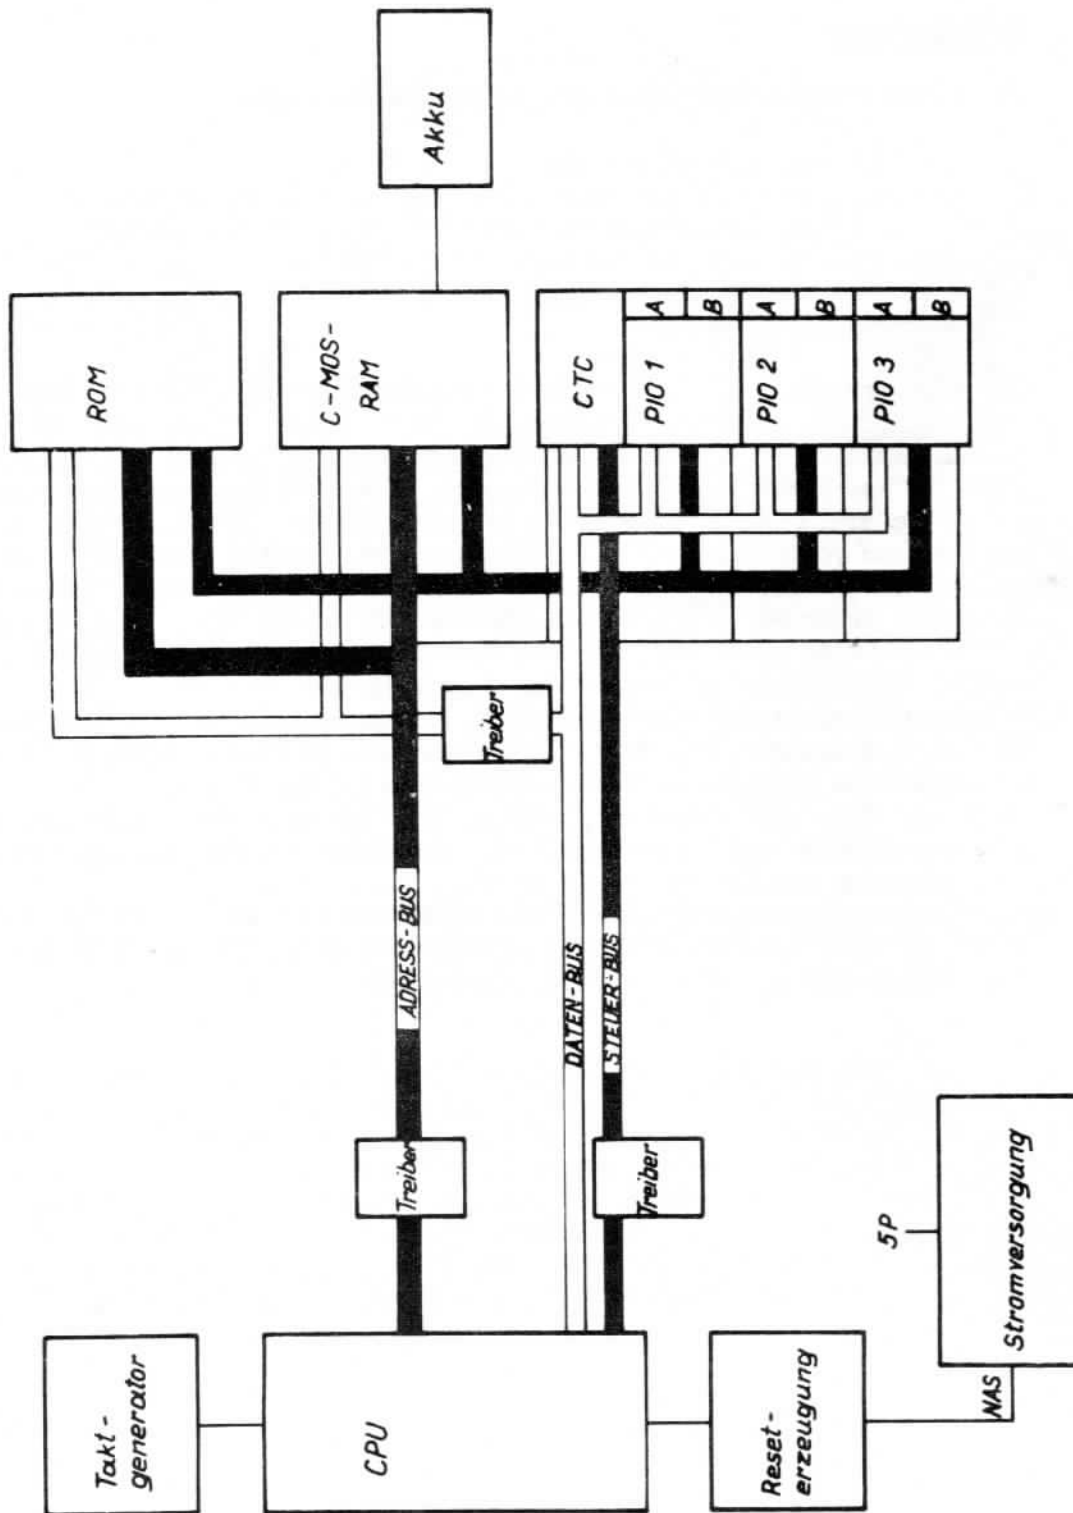 Takt-
generator
CPU
Reset-
erzeugung
NAS
Stromversorgung
5P
Treiber
Treiber
ADRESS-BUS
DATEN-BUS
STEUER-BUS
Treiber
ROM
C-MOS-
RAM
Akku
CTC
PIO 1
A
B
PIO 2
A
B
PIO 3
A
B